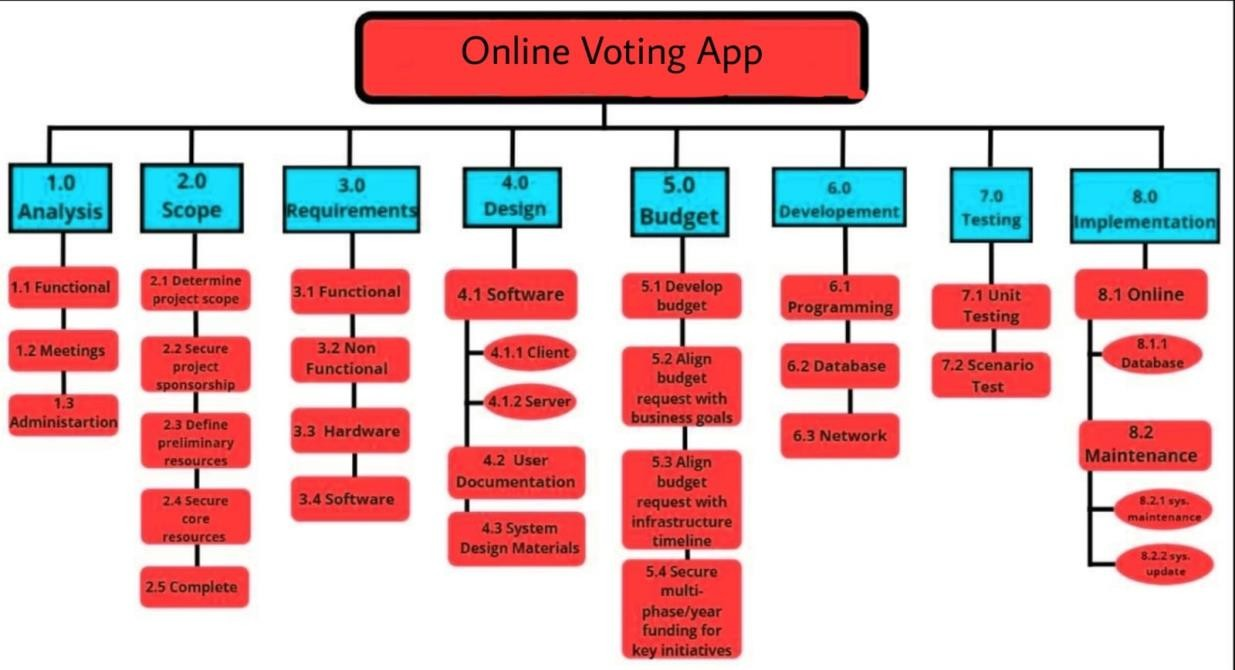 Online Voting App
1.0
Analysis
1.1 Functional
1.2 Meetings
1.3
Administartion
2.0
Scope
2.1 Determine
project scope
2.2 Secure
project
sponsorship
2.3 Define
preliminary
resources
2.4 Secure
core
resources
2.5 Complete
3.0
Requirements
3.1 Functional
3.2 Non
Functional
3.3 Hardware
3.4 Software
4.0
Design
4.1 Software
4.1.1 Client
4.1.2 Server
4.2 User
Documentation
4.3 System
Design Materials
5.0
Budget
5.1 Develop
budget
5.2 Align
budget
request with
business goals
5.3 Align
budget
request with
infrastructure
timeline
5.4 Secure
multi-
phase/year
funding for
key initiatives
6.0
Developement
6.1
Programming
6.2 Database
6.3 Network
7.0
Testing
7.1 Unit
Testing
7.2 Scenario
Test
8.0
Implementation
8.1 Online
8.1.1
Database
8.2
Maintenance
8.2.1 sys.
maintenance
8.2.2 sys.
update